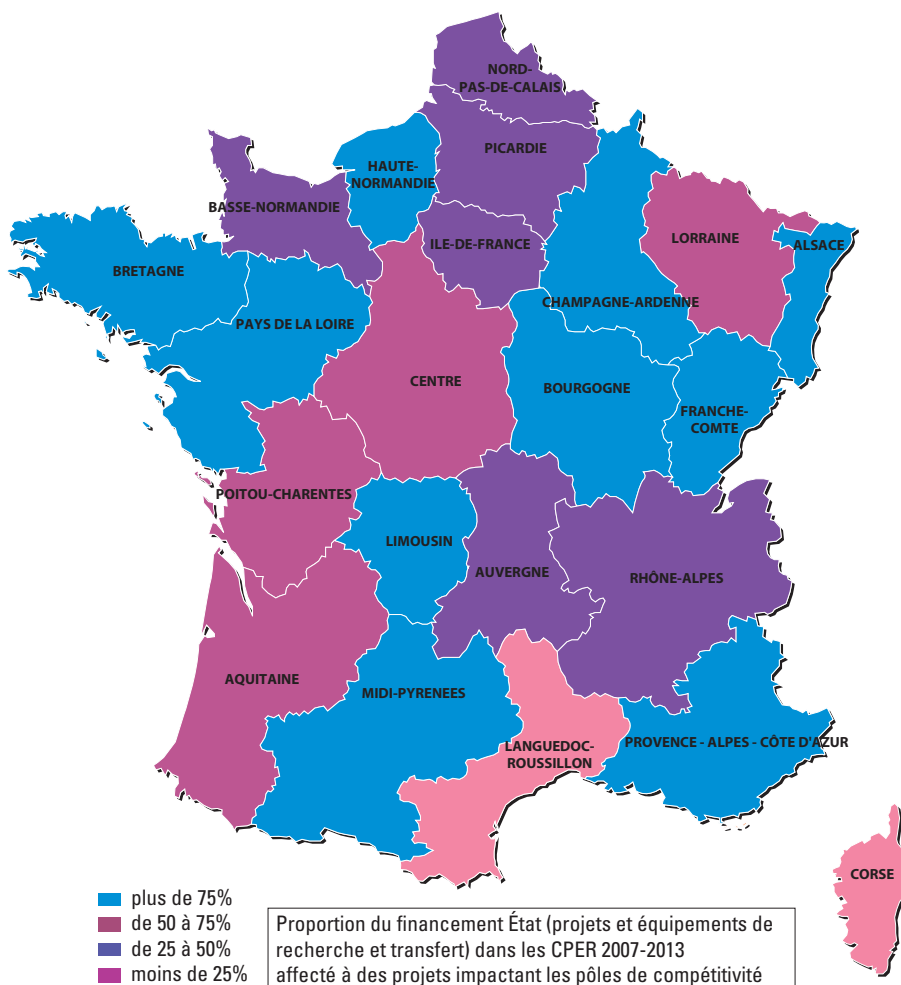 NORD-
PAS-DE-CALAIS
PICARDIE
HAUTE-
NORMANDIE
BASSE-NORMANDIE
ILE-DE-FRANCE
LORRAINE
ALSACE
BRETAGNE
CHAMPAGNE-ARDENNE
PAYS DE LA LOIRE
CENTRE
BOURGOGNE
FRANCHE-
COMTE
POITOU-CHARENTES
LIMOUSIN
AUVERGNE
RHÔNE-ALPES
AQUITAINE
MIDI-PYRENEES
LANGUEDOC-
ROUSSILLON
PROVENCE - ALPES - CÔTE D'AZUR
CORSE
plus de 75%
de 50 à 75%
de 25 à 50%
moins de 25%
Proportion du financement État (projets et équipements de
recherche et transfert) dans les CPER 2007-2013
affecté à des projets impactant les pôles de compétitivité